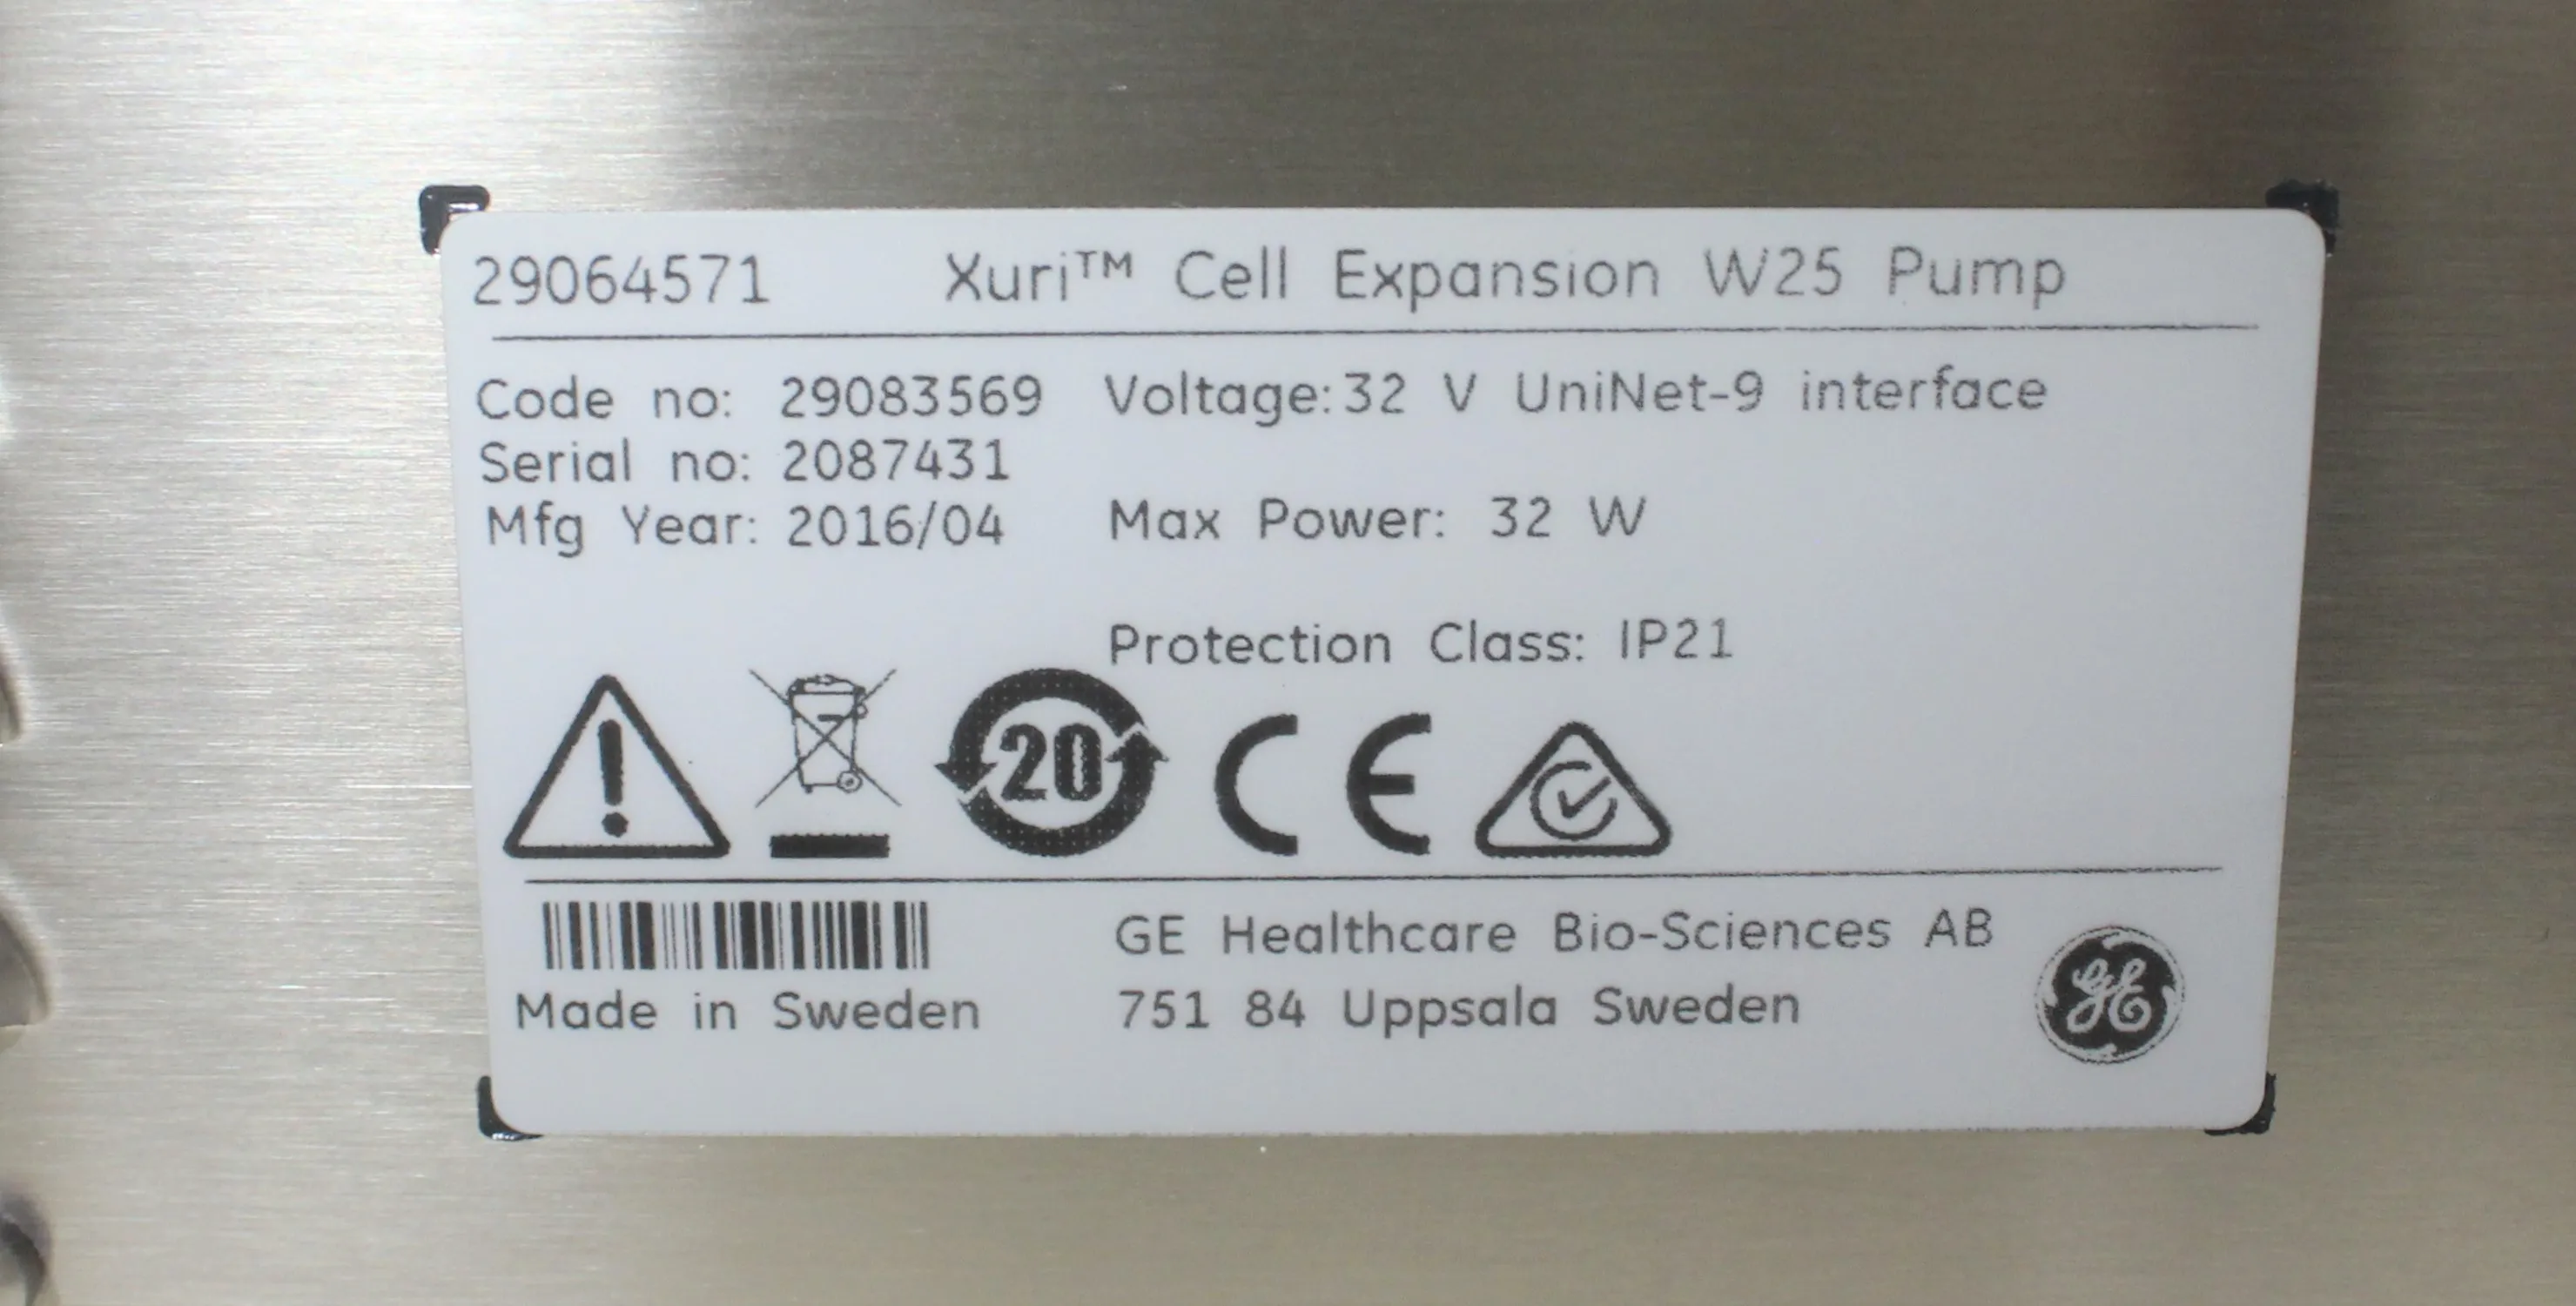 29064571 Xuri™ Cell Expansion W25 Pump
Code no: 29083569 Voltage: 32 V UniNet-9 interface
Serial no: 2087431
Mfg Year: 2016/04 Max Power: 32 W
Protection Class: IP21
20 CE
GE Healthcare Bio-Sciences AB
Made in Sweden 751 84 Uppsala Sweden
GE